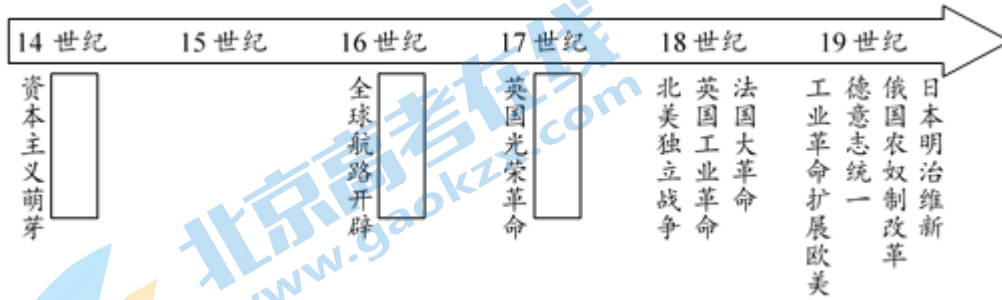 14 世纪 15 世纪 16 世纪 17 世纪 18 世纪 19 世纪
资本主义萌芽
全球航路开辟
英国光荣革命
北美独立战争
英国工业革命
法国大革命
工业革命扩展欧美
德意志统一
俄国农奴制改革
日本明治维新
北京高考在线
www.gaokzx.com